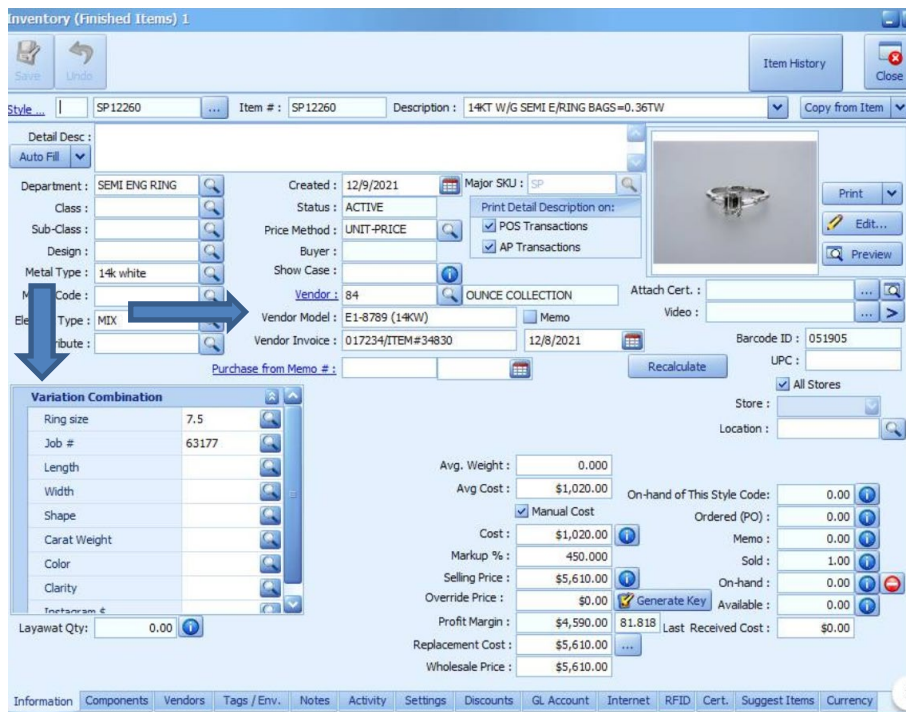 Inventory (Finished Items) 1
Save Undo Item History Close
Style ... SP12260 ... Item # : SP12260 Description : 14KT W/G SEMI E/RING BAGS=0.36TW Copy from Item
Detail Desc :
Auto Fill
Department : SEMI ENG RING Created : 12/9/2021 Major SKU : SP
Class : Status : ACTIVE Print Detail Description on: Print
Sub-Class : Price Method : UNIT-PRICE POS Transactions Edit...
Design : Buyer : AP Transactions Preview
Metal Type : 14k white Show Case :
Code : Vendor : 84 OUNCE COLLECTION Attach Cert. : ...
Type : MIX Vendor Model : E1-8789 (14KW) Memo Video : ... >
Vendor Invoice : 017234/ITEM#34830 12/8/2021 Barcode ID : 051905
Purchase from Memo # : Recalculate UPC :
All Stores
Variation Combination Store :
Ring size 7.5 Location :
Job # 63177
Length Avg. Weight : 0.000
Width Avg Cost : $1,020.00 On-hand of This Style Code: 0.00
Shape Manual Cost Ordered (PO) : 0.00
Carat Weight Cost : $1,020.00 Memo : 0.00
Color Markup % : 450.000 Sold : 1.00
Clarity Selling Price : $5,610.00 On-hand : 0.00
Instagram $ Override Price : $0.00 Generate Key Available : 0.00
Layawat Qty: 0.00 Profit Margin : $4,590.00 81.818 Last Received Cost : $0.00
Replacement Cost : $5,610.00 ...
Wholesale Price : $5,610.00
Information Components Vendors Tags / Env. Notes Activity Settings Discounts GL Account Internet RFID Cert. Suggest Items Currency